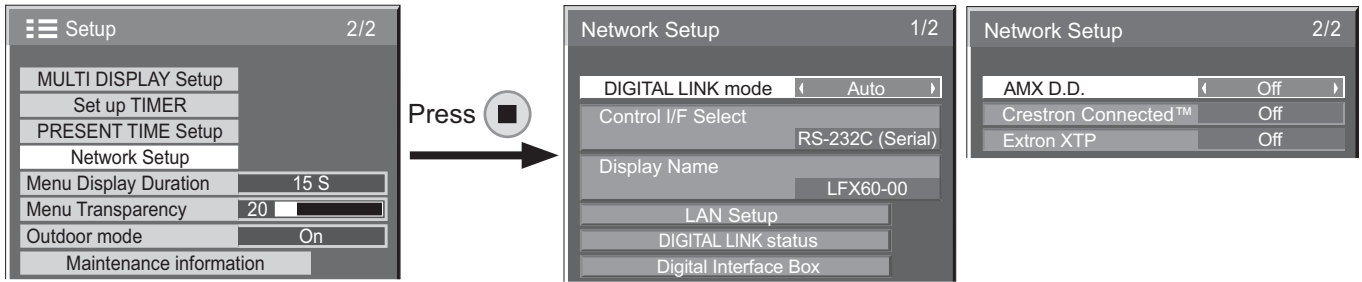 Setup 2/2
MULTI DISPLAY Setup
Set up TIMER
PRESENT TIME Setup
Network Setup
Menu Display Duration 15 S
Menu Transparency 20
Outdoor mode On
Maintenance information
Press
Network Setup 1/2
DIGITAL LINK mode Auto
Control I/F Select
RS-232C (Serial)
Display Name
LFX60-00
LAN Setup
DIGITAL LINK status
Digital Interface Box
Network Setup 2/2
AMX D.D. Off
Crestron Connected™ Off
Extron XTP Off